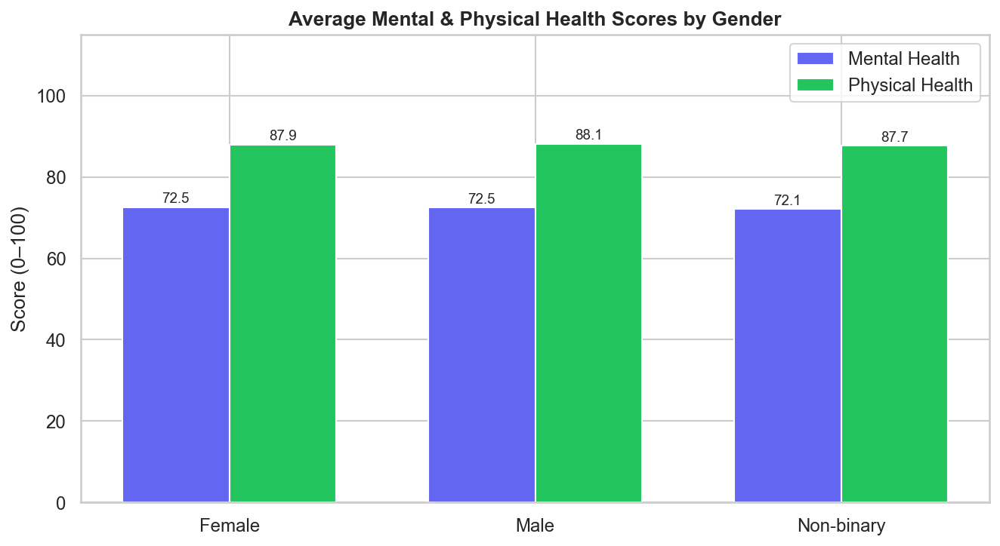 Average Mental & Physical Health Scores by Gender
Mental Health
Physical Health
Score (0–100)
100
80
60
40
20
0
72.5
87.9
72.5
88.1
72.1
87.7
Female
Male
Non-binary